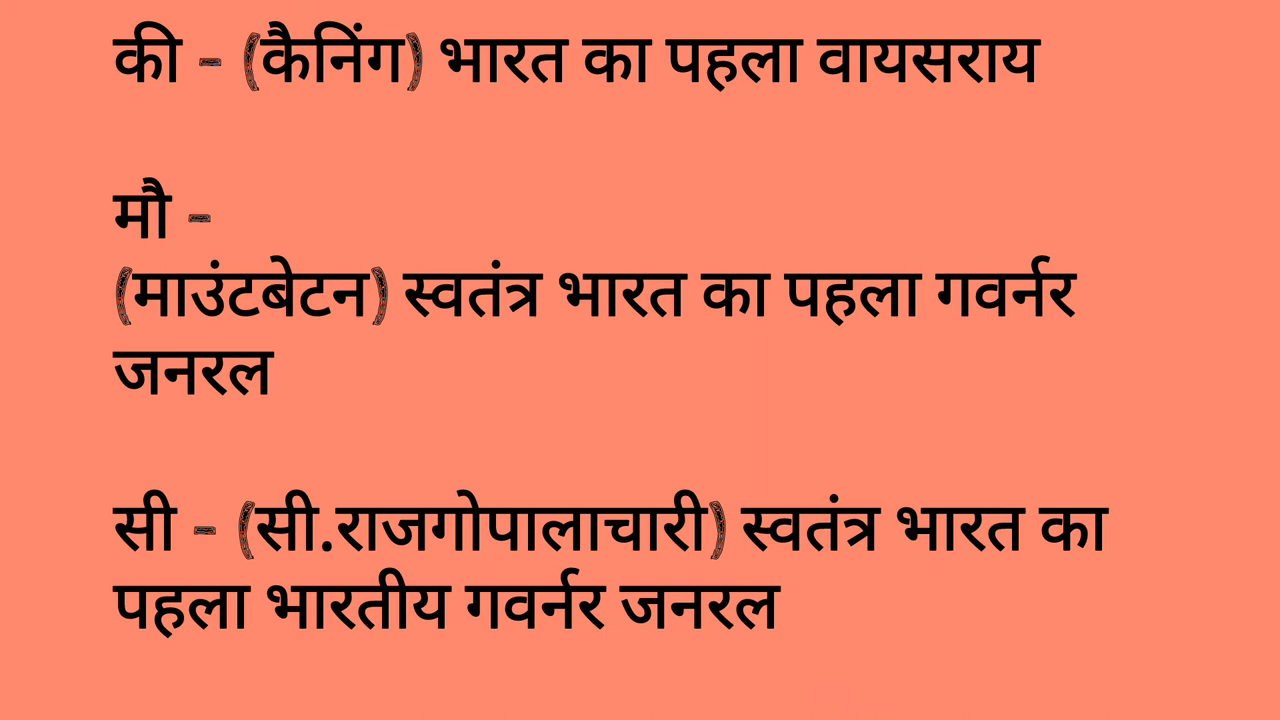 की - (कैनिंग) भारत का पहला वायसराय
मौ -
(माउंटबेटन) स्वतंत्र भारत का पहला गवर्नर
जनरल
सी - (सी.राजगोपालाचारी) स्वतंत्र भारत का
पहला भारतीय गवर्नर जनरल